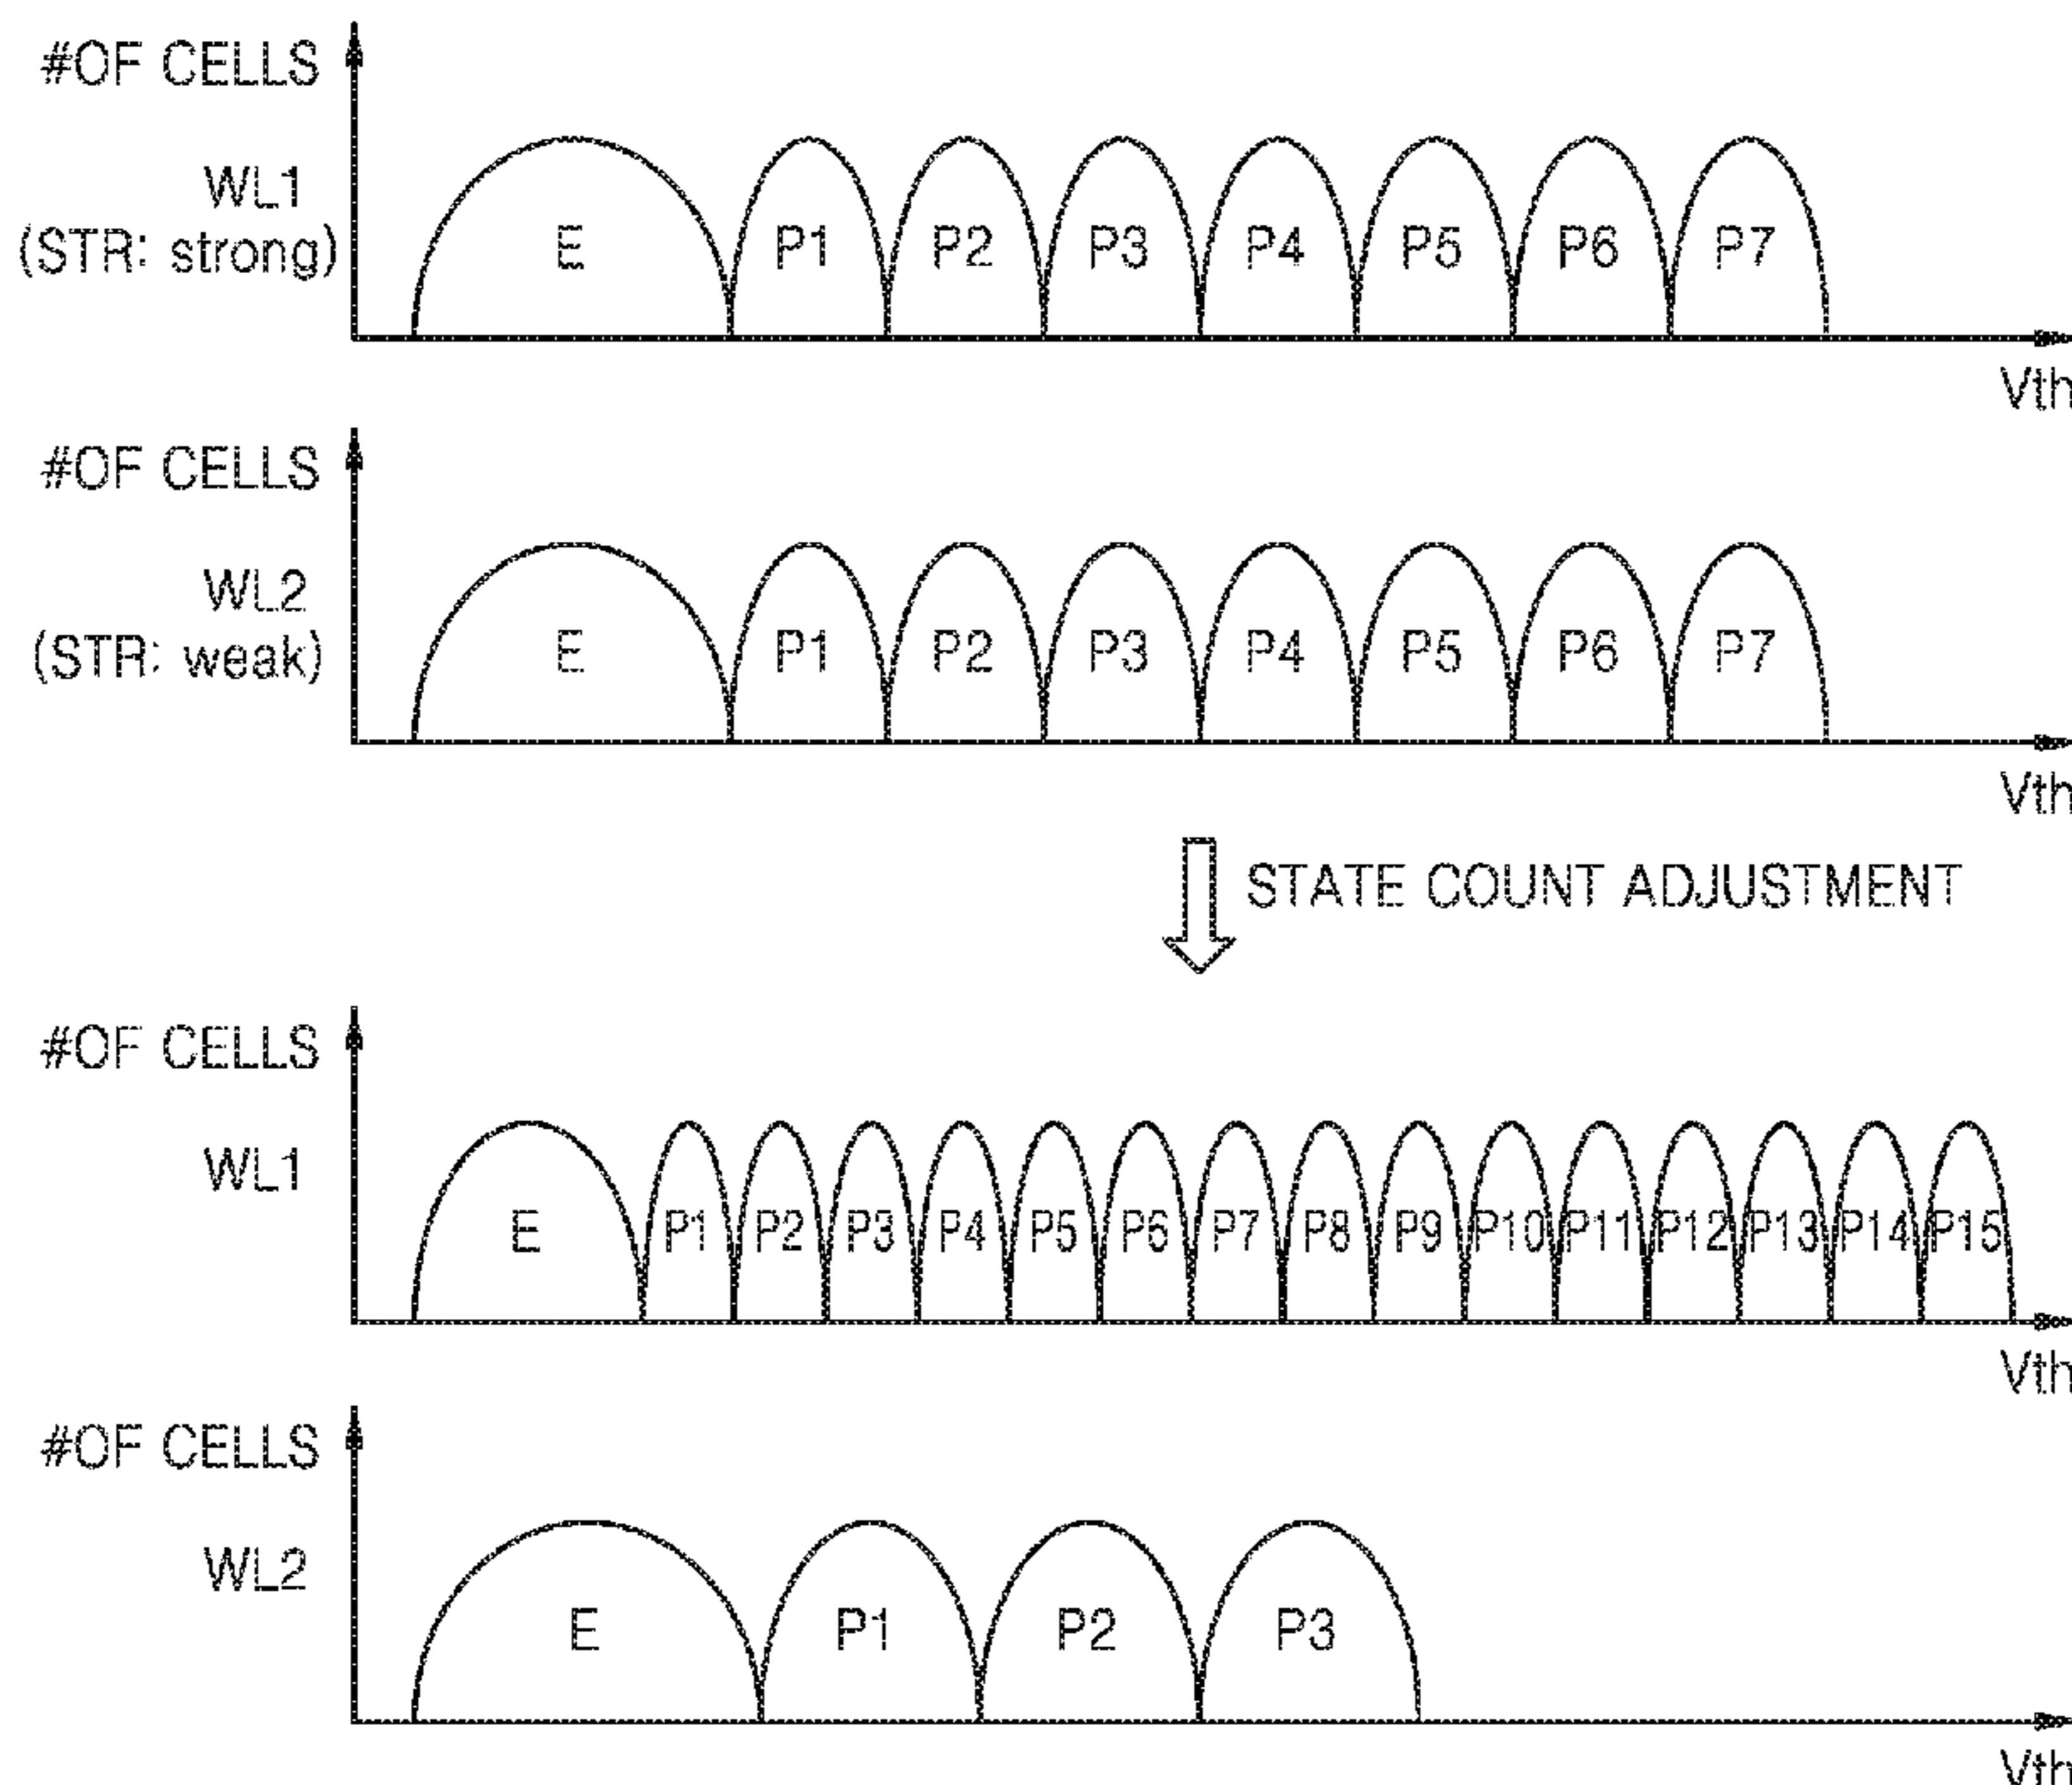 #OF CELLS
WL1
(STR: strong)
E P1 P2 P3 P4 P5 P6 P7
Vth
#OF CELLS
WL2
(STR: weak)
E P1 P2 P3 P4 P5 P6 P7
Vth
STATE COUNT ADJUSTMENT
#OF CELLS
WL1
E P1 P2 P3 P4 P5 P6 P7 P8 P9 P10 P11 P12 P13 P14 P15
Vth
#OF CELLS
WL2
E P1 P2 P3
Vth